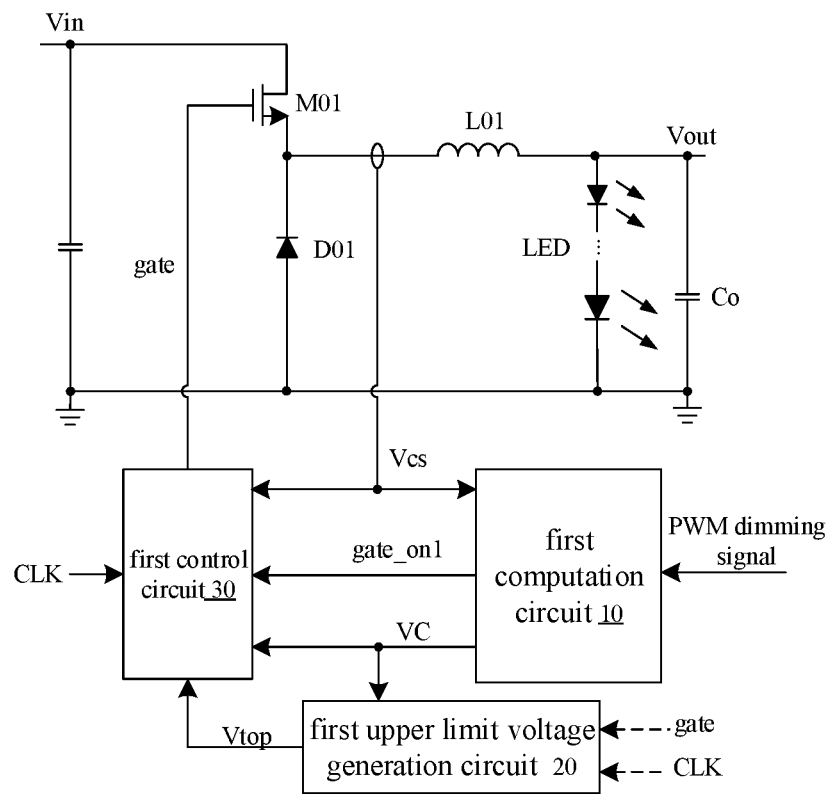 Vin
M01
L01
Vout
gate
D01
LED
Co
Vcs
PWM dimming
signal
gate_on1
first control
circuit 30
first
computation
circuit 10
CLK
VC
Vtop
first upper limit voltage
generation circuit 20
gate
CLK